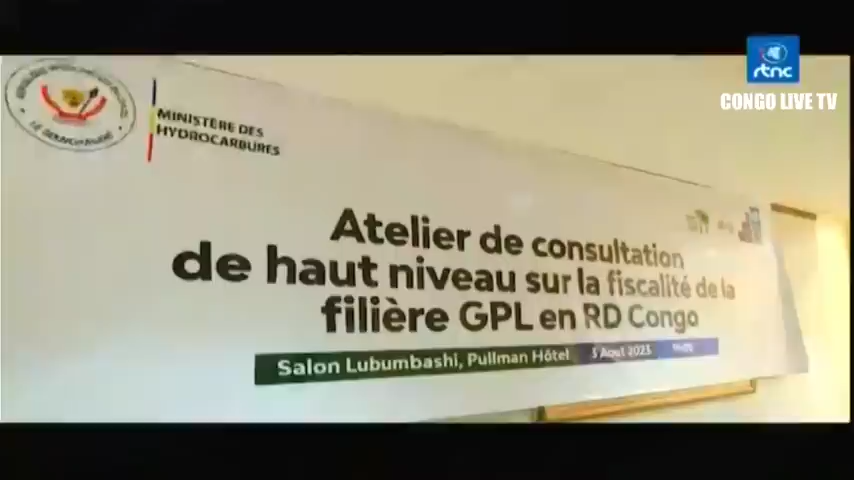 rtnc
CONGO LIVE TV
MINISTÈRE DES
HYDROCARBURES
Atelier de consultation
de haut niveau sur la fiscalité de la
filière GPL en RD Congo
Salon Lubumbashi, Pullman Hôtel 3 Août 2023